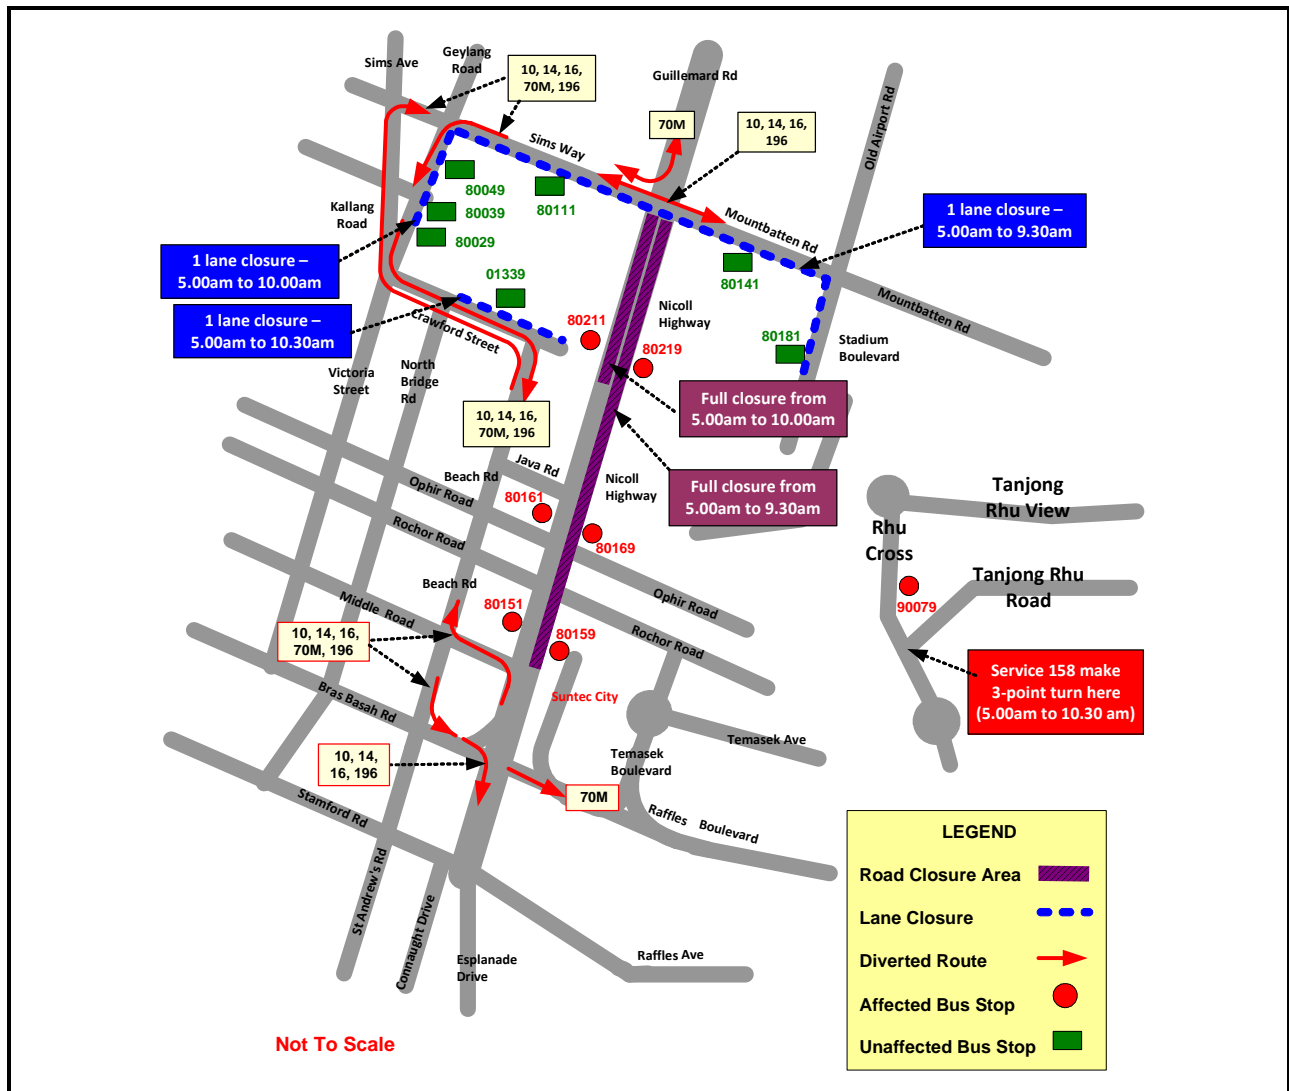 Sims Ave
Geylang
Road
10, 14, 16,
70M, 196
Guillemard Rd
70M
10, 14, 16,
196
Old Airport Rd
Sims Way
80049
80039
80029
80111
Kallang
Road
Mountbatten Rd
1 lane closure –
5.00am to 9.30am
1 lane closure –
5.00am to 10.00am
01339
80141
Mountbatten Rd
1 lane closure –
5.00am to 10.30am
Crawford Street
80211
Nicoll
Highway
80181
Stadium
Boulevard
80219
Victoria
Street
North
Bridge
Rd
Full closure from
5.00am to 10.00am
10, 14, 16,
70M, 196
Java Rd
Beach Rd
Ophir Road
Nicoll
Highway
Full closure from
5.00am to 9.30am
80161
Rochor Road
80169
Tanjong
Rhu View
Rhu
Cross
Tanjong Rhu
Road
90079
Beach Rd
Middle Road
Ophir Road
80151
Rochor Road
80159
10, 14, 16,
70M, 196
Service 158 make
3-point turn here
(5.00am to 10.30 am)
Suntec City
Bras Basah Rd
Temasek Ave
Temasek
Boulevard
10, 14,
16, 196
70M
Stamford Rd
Raffles Boulevard
St Andrew's Rd
Connaught Drive
Esplanade
Drive
Raffles Ave
Not To Scale
LEGEND
Road Closure Area
Lane Closure
Diverted Route
Affected Bus Stop
Unaffected Bus Stop